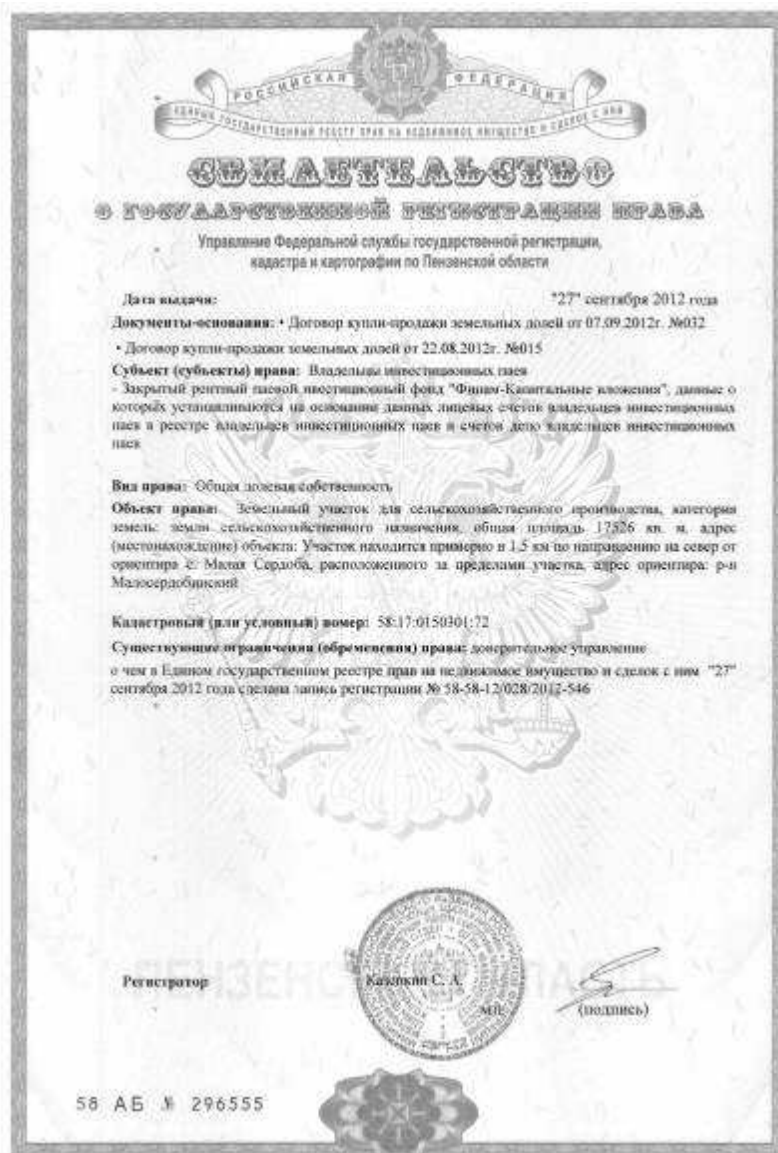 РОССИЙСКАЯ ФЕДЕРАЦИЯ
ЕДИНЫЙ ГОСУДАРСТВЕННЫЙ РЕЕСТР ПРАВ НА НЕДВИЖИМОЕ ИМУЩЕСТВО И СДЕЛОК С НИМ
СВИДЕТЕЛЬСТВО
О ГОСУДАРСТВЕННОЙ РЕГИСТРАЦИИ ПРАВА
Управление Федеральной службы государственной регистрации,
кадастра и картографии по Пензенской области
Дата выдачи: "27" сентября 2012 года
Документы-основания: • Договор купли-продажи земельных долей от 07.09.2012г. №032
• Договор купли-продажи земельных долей от 22.08.2012г. №015
Субъект (субъекты) права: Владельцы инвестиционных паев
- Закрытый рентный паевой инвестиционный фонд "Финам-Капитальные вложения", данные о
которых устанавливаются на основании данных лицевых счетов владельцев инвестиционных
паев в реестре владельцев инвестиционных паев и счетов депо владельцев инвестиционных
паев
Вид права: Общая долевая собственность
Объект права: Земельный участок для сельскохозяйственного производства, категория
земель: земли сельскохозяйственного назначения, общая площадь 17526 кв. м, адрес
(местонахождение) объекта: Участок находится примерно в 1,5 км по направлению на север от
ориентира с. Малая Сердоба, расположенного за пределами участка, адрес ориентира: р-н
Малосердобинский
Кадастровый (или условный) номер: 58:17:0150301:72
Существующие ограничения (обременения) права: доверительное управление
о чем в Едином государственном реестре прав на недвижимое имущество и сделок с ним "27"
сентября 2012 года сделана запись регистрации № 58-58-12/028/2012-546
Регистратор С. А.
М.П.
(подпись)
58 АБ № 296555